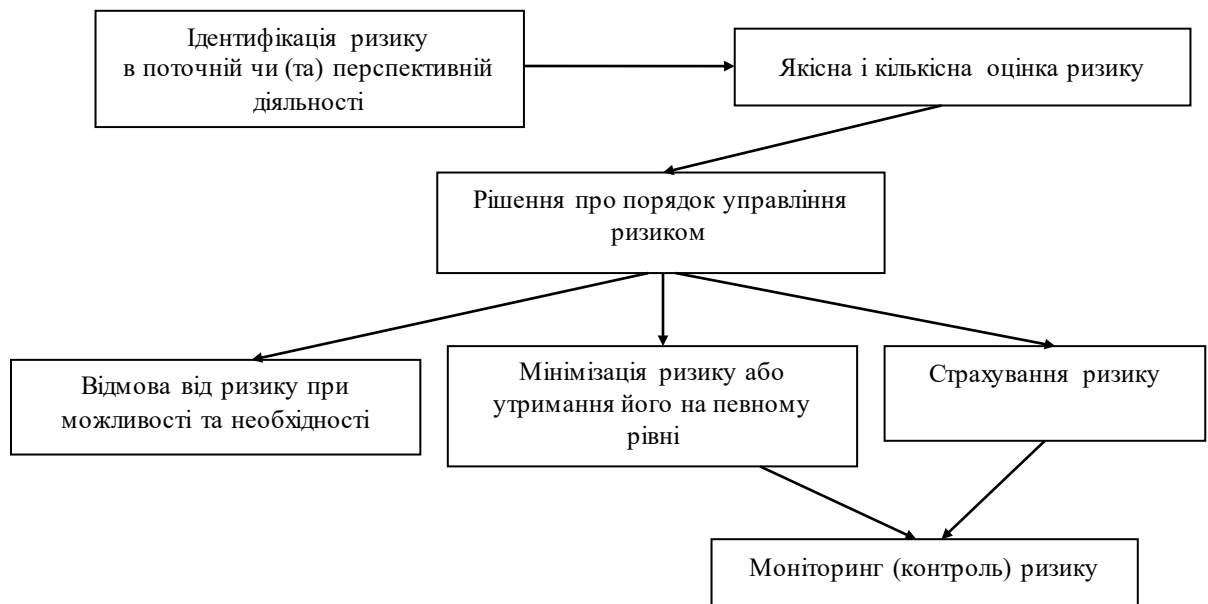 Ідентифікація ризику
в поточній чи (та) перспективній
діяльності
Якісна і кількісна оцінка ризику
Рішення про порядок управління
ризиком
Відмова від ризику при
можливості та необхідності
Мінімізація ризику або
утримання його на певному
рівні
Страхування ризику
Моніторинг (контроль) ризику